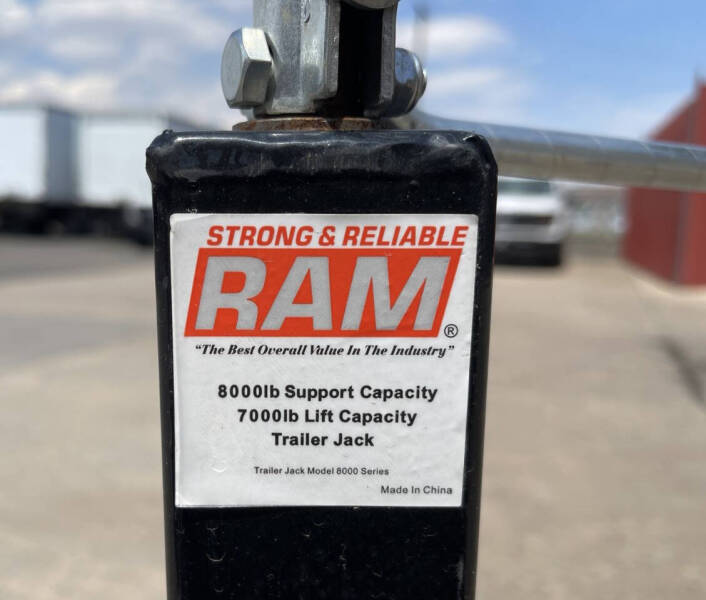 STRONG & RELIABLE
RAM®
"The Best Overall Value In The Industry"
8000lb Support Capacity
7000lb Lift Capacity
Trailer Jack
Trailer Jack Model 8000 Series
Made In China